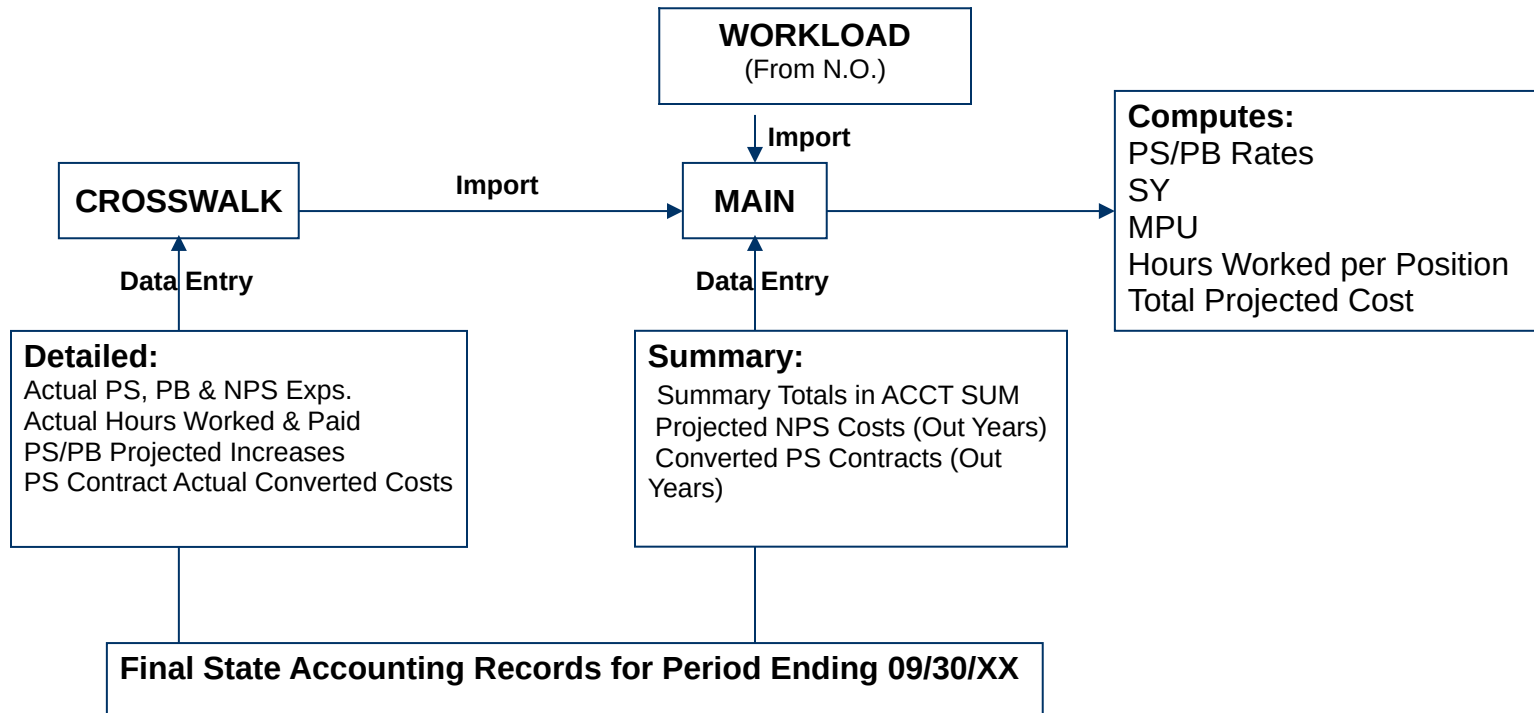 WORKLOAD
(From N.O.)
Import
Computes:
PS/PB Rates
SY
MPU
Hours Worked per Position
Total Projected Cost
CROSSWALK
Import
MAIN
Data Entry
Data Entry
Detailed:
Actual PS, PB & NPS Exps.
Actual Hours Worked & Paid
PS/PB Projected Increases
PS Contract Actual Converted Costs
Summary:
Summary Totals in ACCT SUM
Projected NPS Costs (Out Years)
Converted PS Contracts (Out
Years)
Final State Accounting Records for Period Ending 09/30/XX